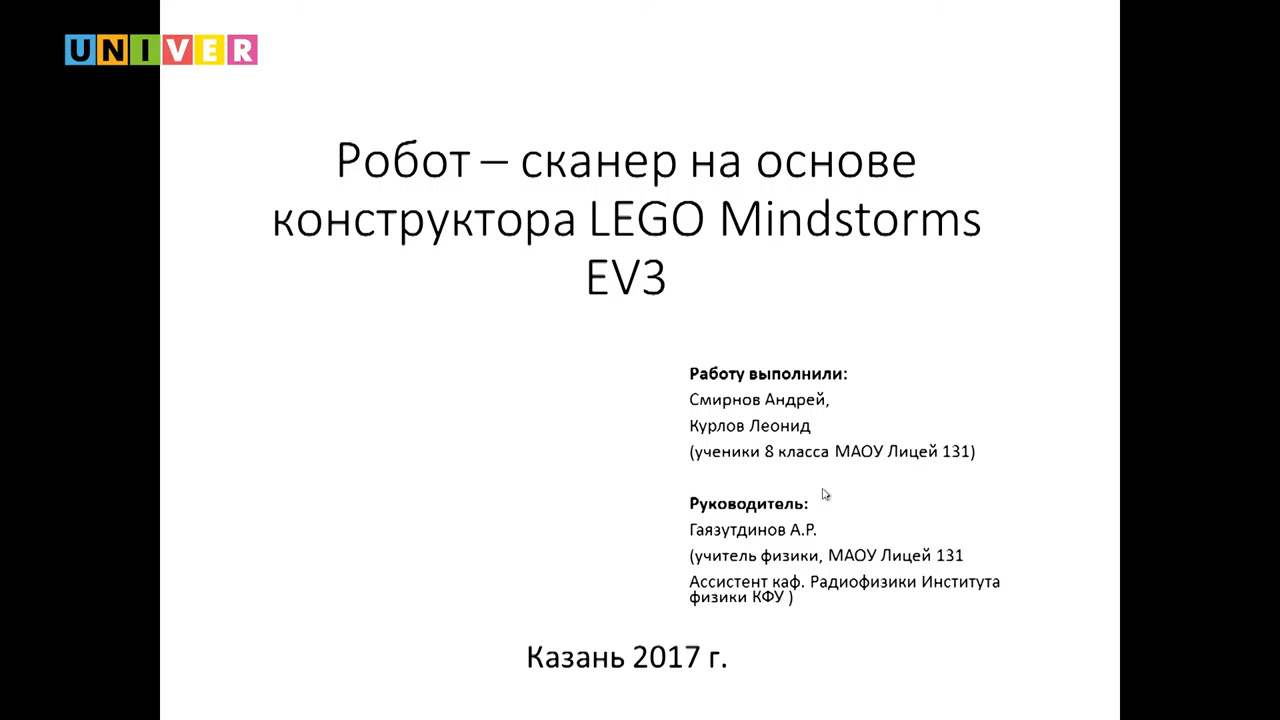 UNIVER
Робот – сканер на основе
конструктора LEGO Mindstorms
EV3
Работу выполнили:
Смирнов Андрей,
Курлов Леонид
(ученики 8 класса МАОУ Лицей 131)
Руководитель:
Гаязутдинов А.Р.
(учитель физики, МАОУ Лицей 131
Ассистент каф. Радиофизики Института
физики КФУ )
Казань 2017 г.